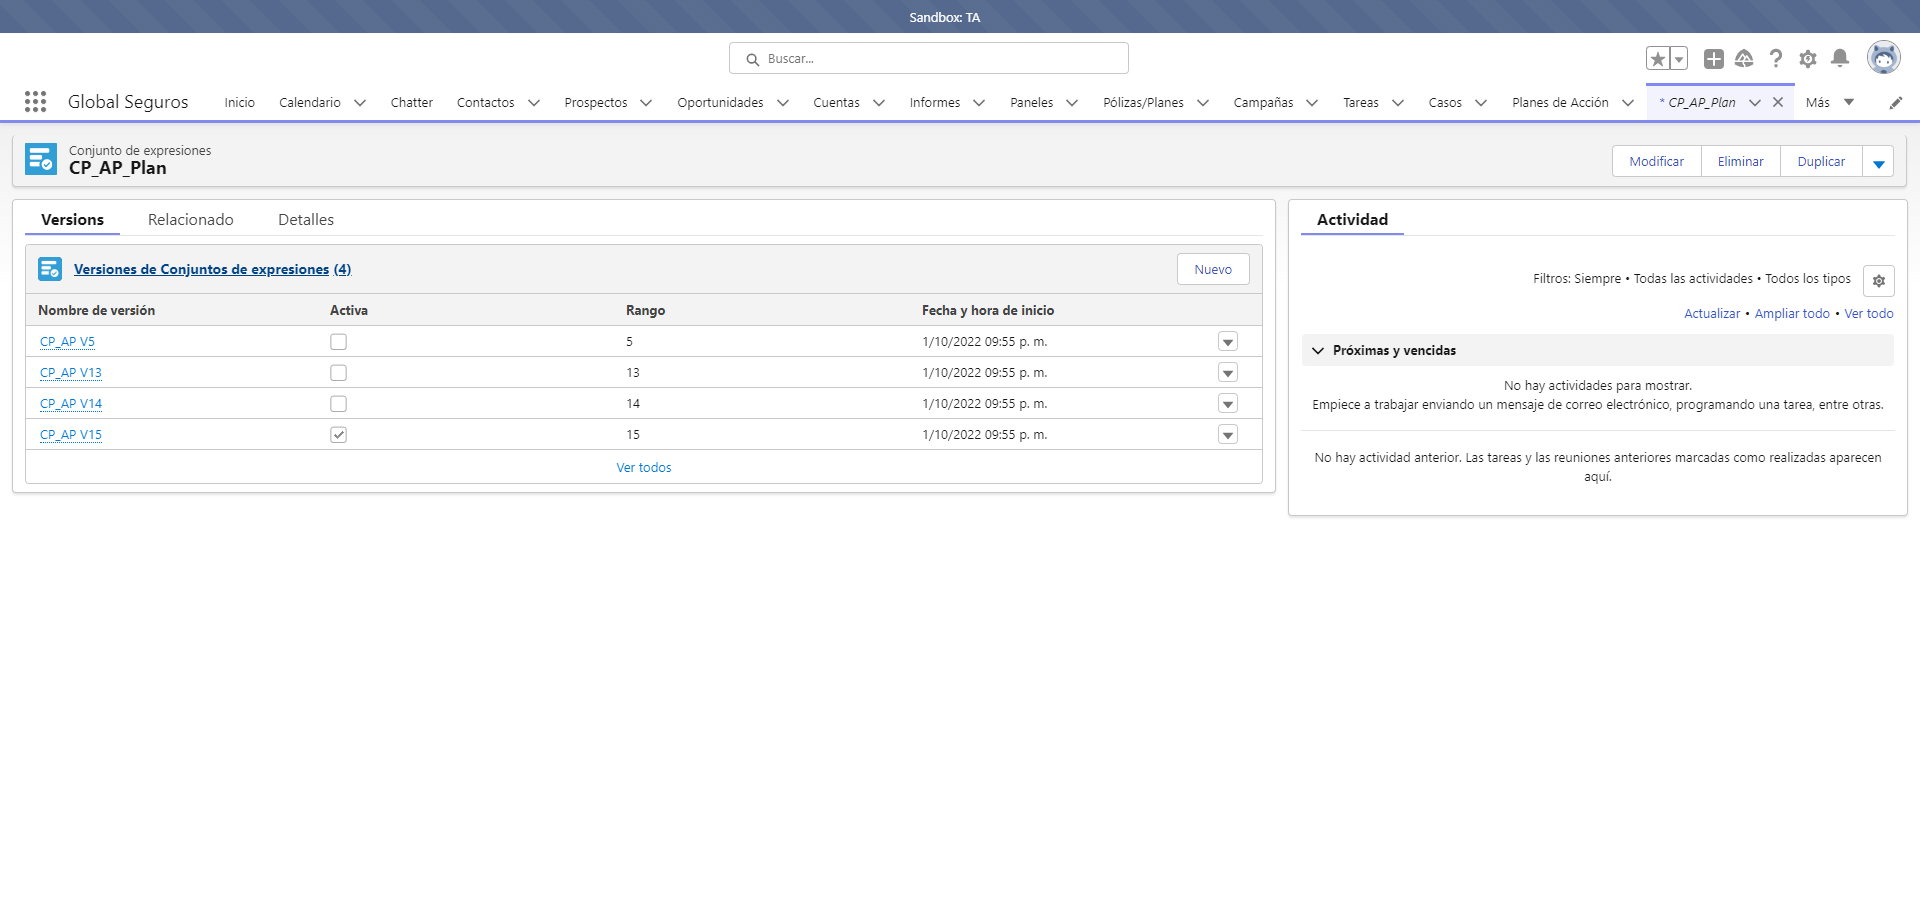 Sandbox: TA
Buscar...
Global Seguros
Inicio
Calendario
Chatter
Contactos
Prospectos
Oportunidades
Cuentas
Informes
Paneles
Pólizas/Planes
Campañas
Tareas
Casos
Planes de Acción
* CP_AP_Plan
Más
Conjunto de expresiones
CP_AP_Plan
Modificar
Eliminar
Duplicar
Versions
Relacionado
Detalles
Versiones de Conjuntos de expresiones (4)
Nuevo
Nombre de versión Activa Rango Fecha y hora de inicio
CP_AP V5 5 1/10/2022 09:55 p. m.
CP_AP V13 13 1/10/2022 09:55 p. m.
CP_AP V14 14 1/10/2022 09:55 p. m.
CP_AP V15 15 1/10/2022 09:55 p. m.
Ver todos
Actividad
Filtros: Siempre • Todas las actividades • Todos los tipos
Actualizar • Ampliar todo • Ver todo
Próximas y vencidas
No hay actividades para mostrar.
Empiece a trabajar enviando un mensaje de correo electrónico, programando una tarea, entre otras.
No hay actividad anterior. Las tareas y las reuniones anteriores marcadas como realizadas aparecen
aquí.